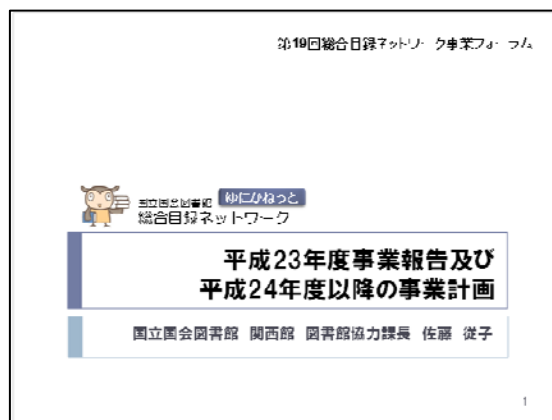 第19回総合目録ネットワーク事業フォーラム
国立国会図書館 ゆにかねっと
総合目録ネットワーク
平成23年度事業報告及び
平成24年度以降の事業計画
国立国会図書館 関西館 図書館協力課長 佐藤 従子
1